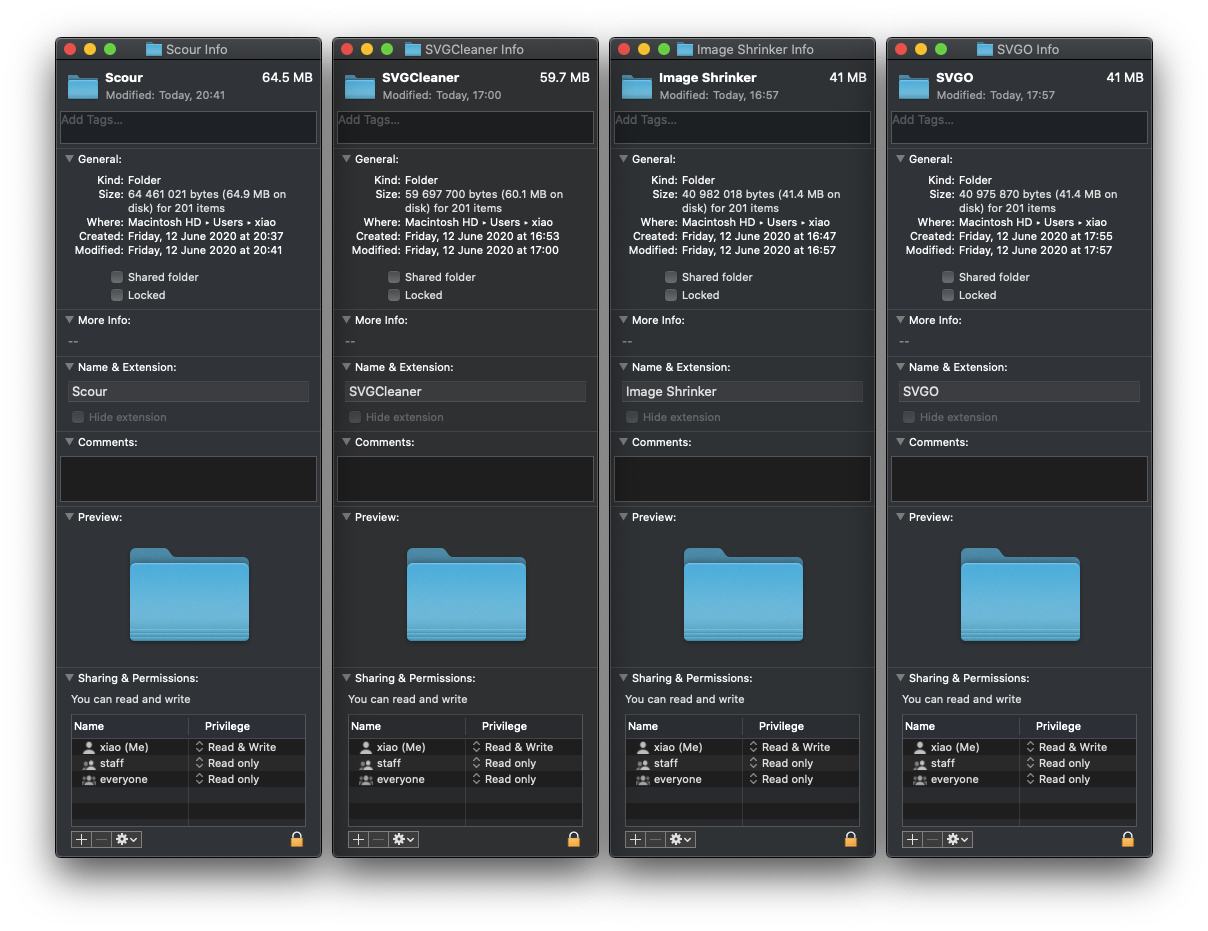 Scour Info
Scour 64.5 MB
Modified: Today, 20:41
Add Tags...
General:
Kind: Folder
Size: 64 461 021 bytes (64.9 MB on
disk) for 201 items
Where: Macintosh HD ▸ Users ▸ xiao
Created: Friday, 12 June 2020 at 20:37
Modified: Friday, 12 June 2020 at 20:41
Shared folder
Locked
More Info:
--
Name & Extension:
Scour
Hide extension
Comments:
Preview:
Sharing & Permissions:
You can read and write
Name Privilege
xiao (Me) Read & Write
staff Read only
everyone Read only
SVGCleaner Info
SVGCleaner 59.7 MB
Modified: Today, 17:00
Add Tags...
General:
Kind: Folder
Size: 59 697 700 bytes (60.1 MB on
disk) for 201 items
Where: Macintosh HD ▸ Users ▸ xiao
Created: Friday, 12 June 2020 at 16:53
Modified: Friday, 12 June 2020 at 17:00
Shared folder
Locked
More Info:
--
Name & Extension:
SVGCleaner
Hide extension
Comments:
Preview:
Sharing & Permissions:
You can read and write
Name Privilege
xiao (Me) Read & Write
staff Read only
everyone Read only
Image Shrinker Info
Image Shrinker 41 MB
Modified: Today, 16:57
Add Tags...
General:
Kind: Folder
Size: 40 982 018 bytes (41.4 MB on
disk) for 201 items
Where: Macintosh HD ▸ Users ▸ xiao
Created: Friday, 12 June 2020 at 16:47
Modified: Friday, 12 June 2020 at 16:57
Shared folder
Locked
More Info:
--
Name & Extension:
Image Shrinker
Hide extension
Comments:
Preview:
Sharing & Permissions:
You can read and write
Name Privilege
xiao (Me) Read & Write
staff Read only
everyone Read only
SVGO Info
SVGO 41 MB
Modified: Today, 17:57
Add Tags...
General:
Kind: Folder
Size: 40 975 870 bytes (41.4 MB on
disk) for 201 items
Where: Macintosh HD ▸ Users ▸ xiao
Created: Friday, 12 June 2020 at 17:55
Modified: Friday, 12 June 2020 at 17:57
Shared folder
Locked
More Info:
--
Name & Extension:
SVGO
Hide extension
Comments:
Preview:
Sharing & Permissions:
You can read and write
Name Privilege
xiao (Me) Read & Write
staff Read only
everyone Read only